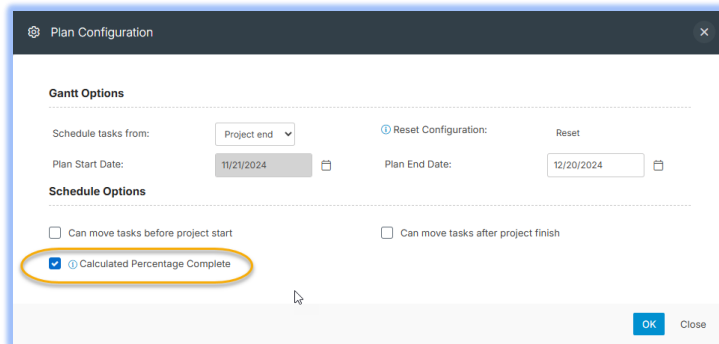 Plan Configuration
Gantt Options
Schedule tasks from: Project end Reset Configuration: Reset
Plan Start Date: 11/21/2024 Plan End Date: 12/20/2024
Schedule Options
Can move tasks before project start Can move tasks after project finish
Calculated Percentage Complete
OK Close